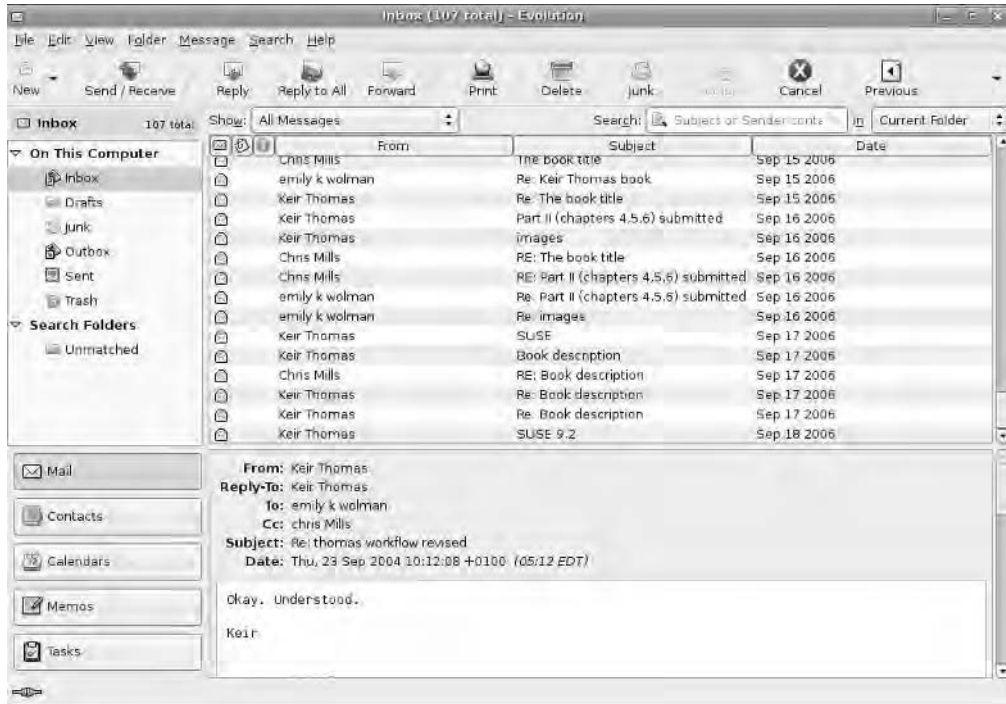 Inbox (107 total) - Evolution
File Edit View Folder Message Search Help
New Send / Receive Reply Reply to All Forward Print Delete Junk Cancel Previous
Inbox 107 total
Show: All Messages Search: Subject or Sender conta in Current Folder
On This Computer
Inbox
Drafts
Junk
Outbox
Sent
Trash
Search Folders
Unmatched
From Subject Date
Chris Mills The book title Sep 15 2006
emily k wolman Re: Keir Thomas book Sep 15 2006
Keir Thomas Re: The book title Sep 15 2006
Keir Thomas Part II (chapters 4,5,6) submitted Sep 16 2006
Keir Thomas images Sep 16 2006
Chris Mills RE: The book title Sep 16 2006
Chris Mills RE: Part II (chapters 4,5,6) submitted Sep 16 2006
emily k wolman Re: Part II (chapters 4,5,6) submitted Sep 16 2006
emily k wolman Re: images Sep 16 2006
Keir Thomas SUSE Sep 17 2006
Keir Thomas Book description Sep 17 2006
Chris Mills RE: Book description Sep 17 2006
Keir Thomas Re: Book description Sep 17 2006
Keir Thomas Re: Book description Sep 17 2006
Keir Thomas SUSE 9.2 Sep 18 2006
Mail
Contacts
Calendars
Memos
Tasks
From: Keir Thomas
Reply-To: Keir Thomas
To: emily k wolman
Cc: chris Mills
Subject: Re: thomas workflow revised
Date: Thu, 23 Sep 2004 10:12:08 +0100 (05:12 EDT)
Okay. Understood.
Keir